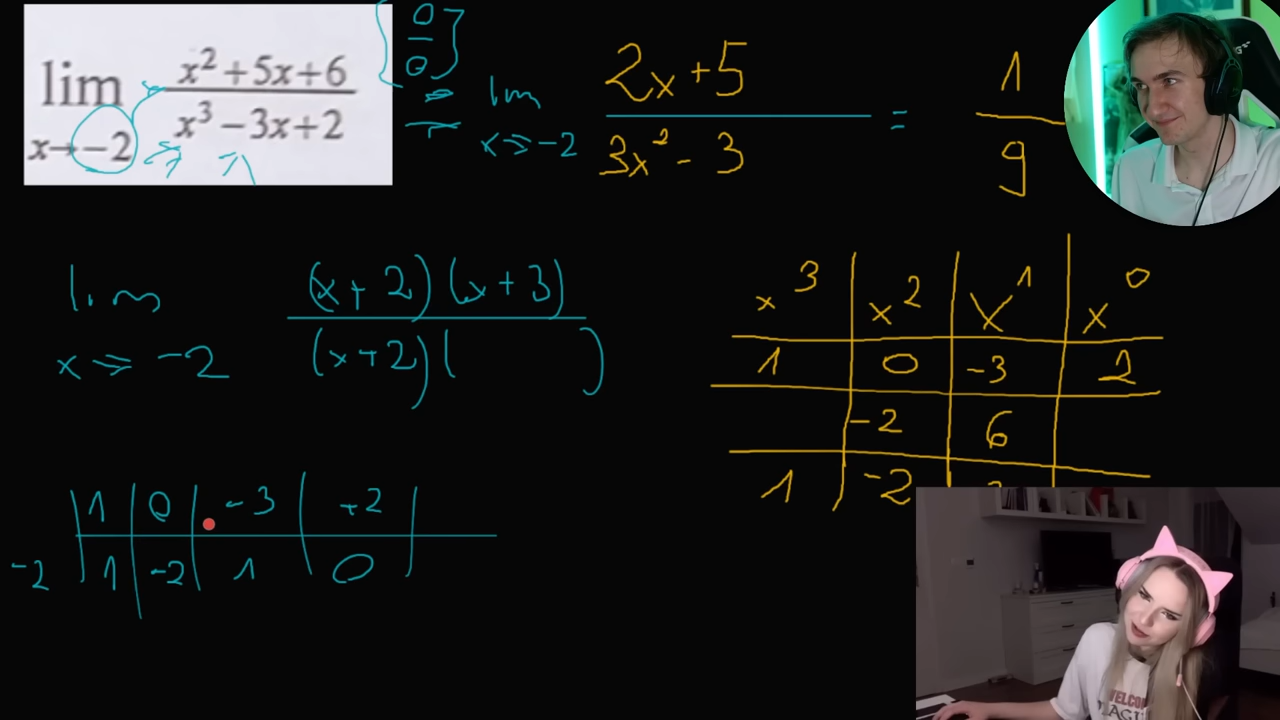 lim x→-2 x²+5x+6 / x³-3x+2
{0/0}
= lim x→-2 2x+5 / 3x²-3 = 1/9
lim x→-2 (x+2)(x+3) / (x+2)( )
x³ x² x¹ x⁰
1 0 -3 2
-2 6
1 -2
1 0 -3 +2
-2 1 -2 1 0
WELCO